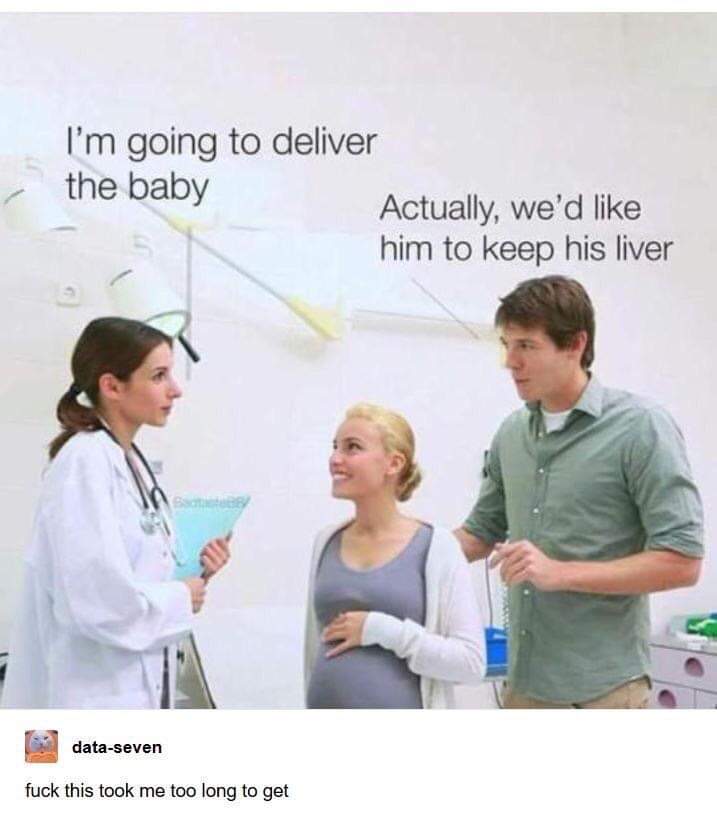 I'm going to deliver
the baby
Actually, we'd like
him to keep his liver
data-seven
fuck this took me too long to get